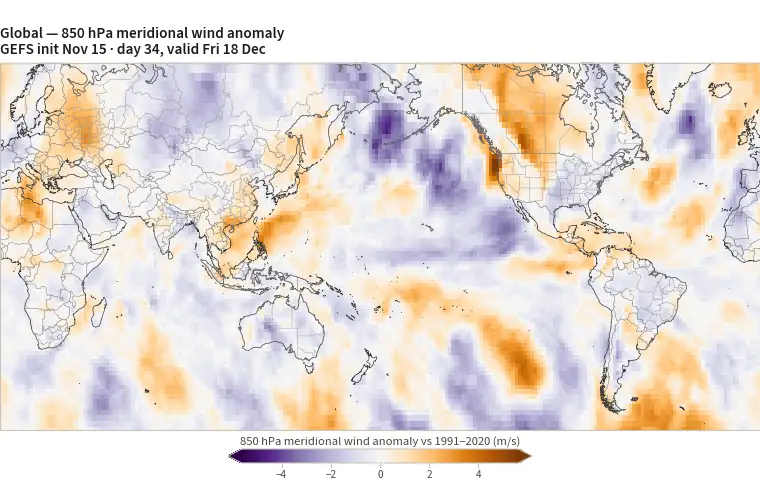 Global — 850 hPa meridional wind anomaly
GEFS init Nov 15 · day 34, valid Fri 18 Dec
850 hPa meridional wind anomaly vs 1991–2020 (m/s)
−4 −2 0 2 4